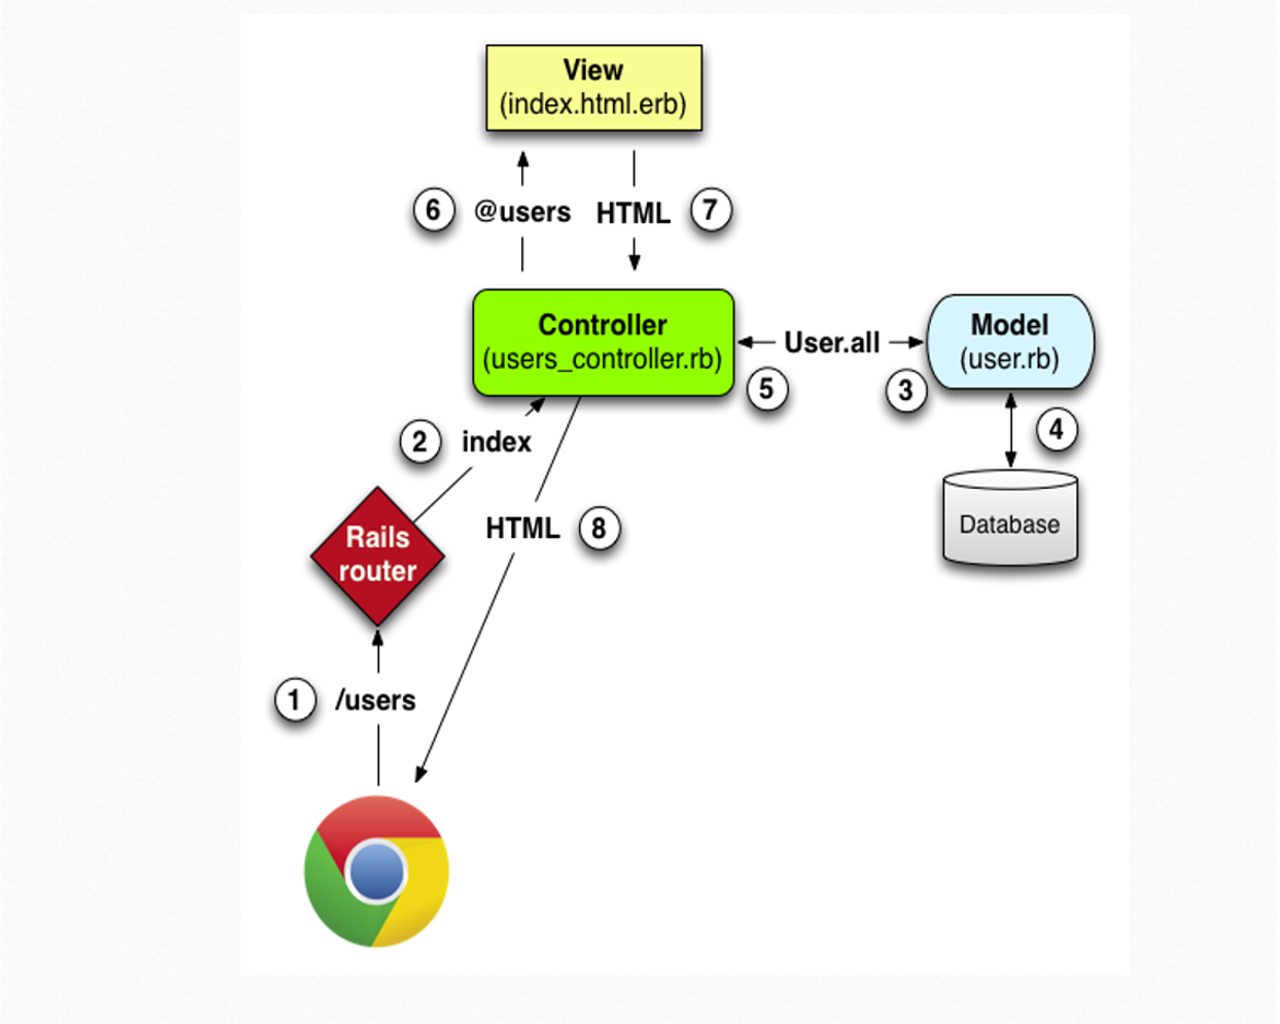 View
(index.html.erb)
6 @users HTML 7
Controller
(users_controller.rb)
User.all
Model
(user.rb)
5
3
2 index
4
HTML 8
Database
Rails
router
1 /users